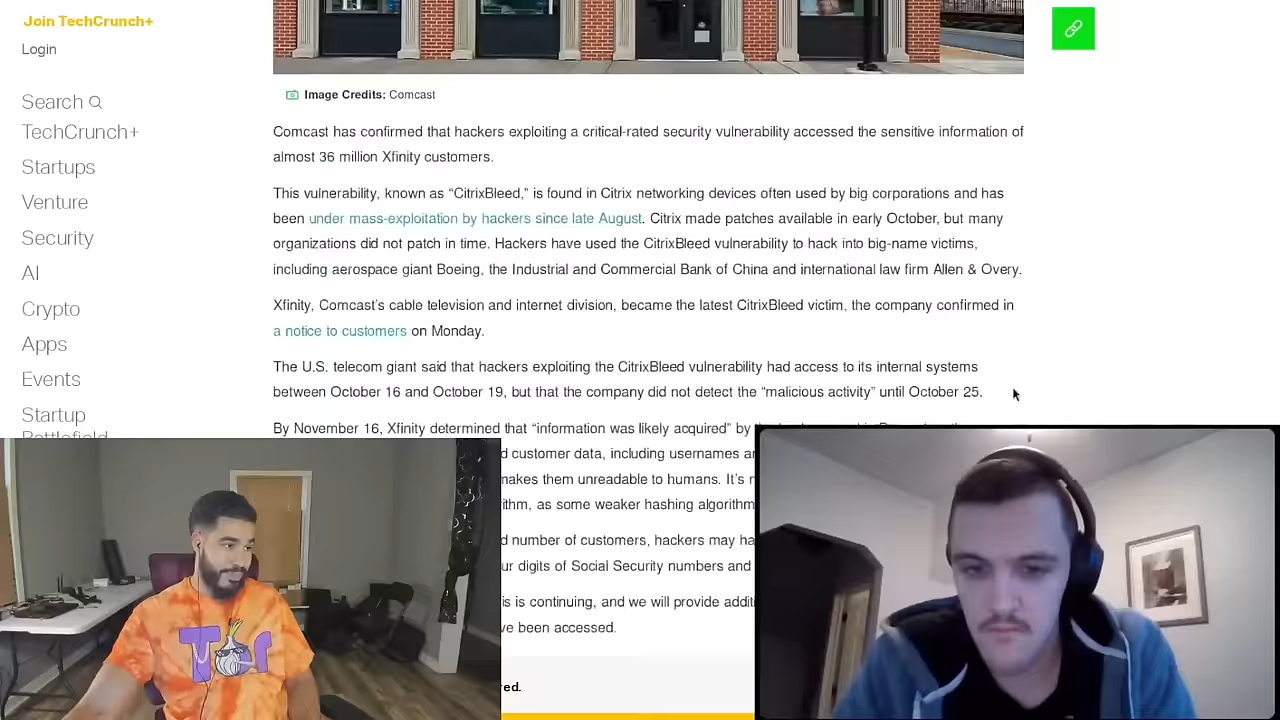 Join TechCrunch+
Login
Search
TechCrunch+
Startups
Venture
Security
AI
Crypto
Apps
Events
Startup
Battlefield
Image Credits: Comcast
Comcast has confirmed that hackers exploiting a critical-rated security vulnerability accessed the sensitive information of
almost 36 million Xfinity customers.
This vulnerability, known as “CitrixBleed,” is found in Citrix networking devices often used by big corporations and has
been under mass-exploitation by hackers since late August. Citrix made patches available in early October, but many
organizations did not patch in time. Hackers have used the CitrixBleed vulnerability to hack into big-name victims,
including aerospace giant Boeing, the Industrial and Commercial Bank of China and international law firm Allen & Overy.
Xfinity, Comcast’s cable television and internet division, became the latest CitrixBleed victim, the company confirmed in
a notice to customers on Monday.
The U.S. telecom giant said that hackers exploiting the CitrixBleed vulnerability had access to its internal systems
between October 16 and October 19, but that the company did not detect the “malicious activity” until October 25.
By November 16, Xfinity determined that “information was likely acquired” by
customer data, including usernames
makes them unreadable to humans. It’s
as some weaker hashing algorithm
number of customers, hackers may
digits of Social Security numbers and
is continuing, and we will provide
been accessed.
Tor